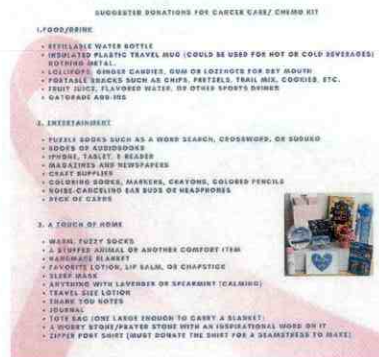 SUGGESTED DONATIONS FOR CANCER CARE/ CHEMO KIT
1.FOOD/DRINK
• REFILLABLE WATER BOTTLE
• INSULATED PLASTIC TRAVEL MUG (COULD BE USED FOR HOT OR COLD BEVERAGES)
NOTHING METAL.
• LOLLIPOPS, GINGER CANDIES, GUM OR LOZENGES FOR DRY MOUTH
• PORTABLE SNACKS SUCH AS CHIPS, PRETZELS, TRAIL MIX, COOKIES, ETC.
• FRUIT JUICE, FLAVORED WATER, OR OTHER SPORTS DRINKS
• GATORADE ADD-INS
2. ENTERTAINMENT
• PUZZLE BOOKS SUCH AS A WORD SEARCH, CROSSWORD, OR SUDUKO
• BOOKS OR AUDIOBOOKS
• IPHONE, TABLET, E READER
• MAGAZINES AND NEWSPAPERS
• CRAFT SUPPLIES
• COLORING BOOKS, MARKERS, CRAYONS, COLORED PENCILS
• NOISE-CANCELING EAR BUDS OR HEADPHONES
• DECK OF CARDS
3. A TOUCH OF HOME
• WARM, FUZZY SOCKS
• A STUFFED ANIMAL OR ANOTHER COMFORT ITEM
• HANDMADE BLANKET
• FAVORITE LOTION, LIP BALM, OR CHAPSTICK
• SLEEP MASK
• ANYTHING WITH LAVENDER OR SPEARMINT (CALMING)
• TRAVEL SIZE LOTION
• THANK YOU NOTES
• JOURNAL
• TOTE BAG (ONE LARGE ENOUGH TO CARRY A BLANKET)
• A WORRY STONE/PRAYER STONE WITH AN INSPIRATIONAL WORD ON IT
• ZIPPER PORT SHIRT (MUST DONATE THE SHIRT FOR A SEAMSTRESS TO MAKE)